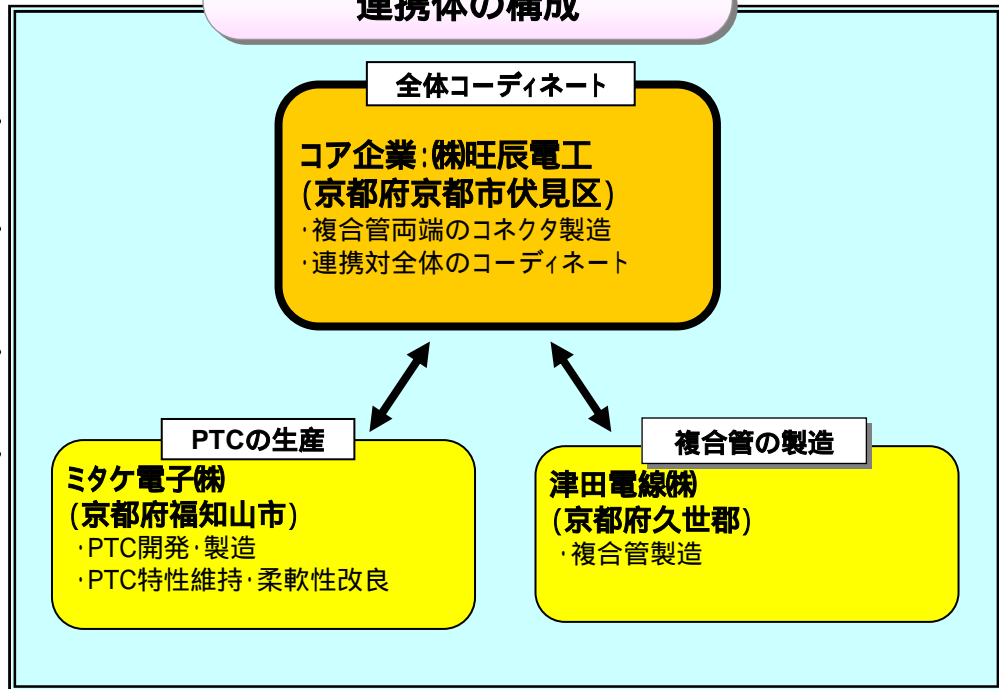 連携体の構成
全体コーディネート
コア企業:㈱旺辰電工
(京都府京都市伏見区)
・複合管両端のコネクタ製造
・連携対全体のコーディネート
PTCの生産
ミタケ電子㈱
(京都府福知山市)
・PTC開発・製造
・PTC特性維持・柔軟性改良
複合管の製造
津田電線㈱
(京都府久世郡)
・複合管製造